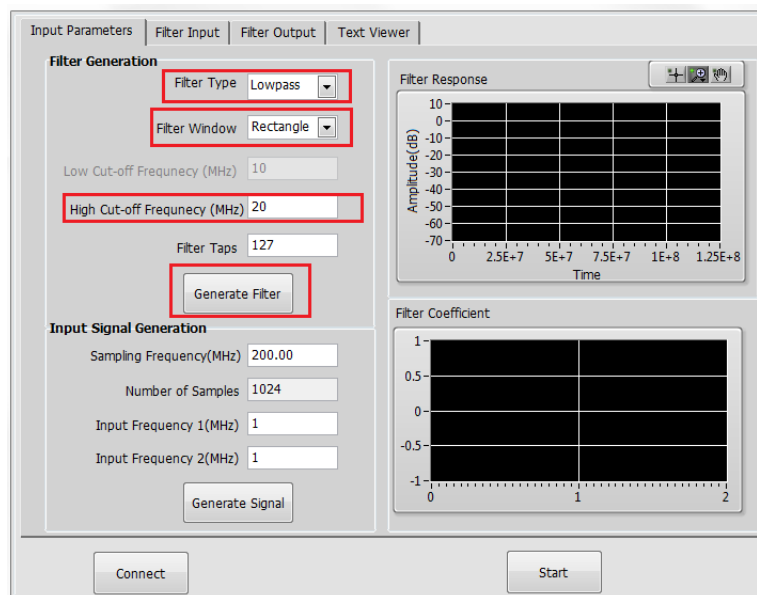 Input Parameters
Filter Input
Filter Output
Text Viewer
Filter Generation
Filter Type Lowpass
Filter Window Rectangle
Low Cut-off Frequnecy (MHz) 10
High Cut-off Frequnecy (MHz) 20
Filter Taps 127
Generate Filter
Input Signal Generation
Sampling Frequency(MHz) 200.00
Number of Samples 1024
Input Frequency 1(MHz) 1
Input Frequency 2(MHz) 1
Generate Signal
Filter Response
Amplitude(dB)
10
0
-10
-20
-30
-40
-50
-60
-70
0 2.5E+7 5E+7 7.5E+7 1E+8 1.25E+8
Time
Filter Coefficient
1
0.5
0
-0.5
-1
0 1 2
Connect
Start